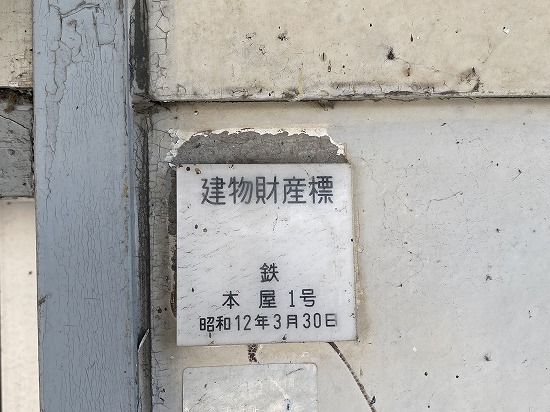 建物財産標
鉄
本屋1号
昭和12年3月30日